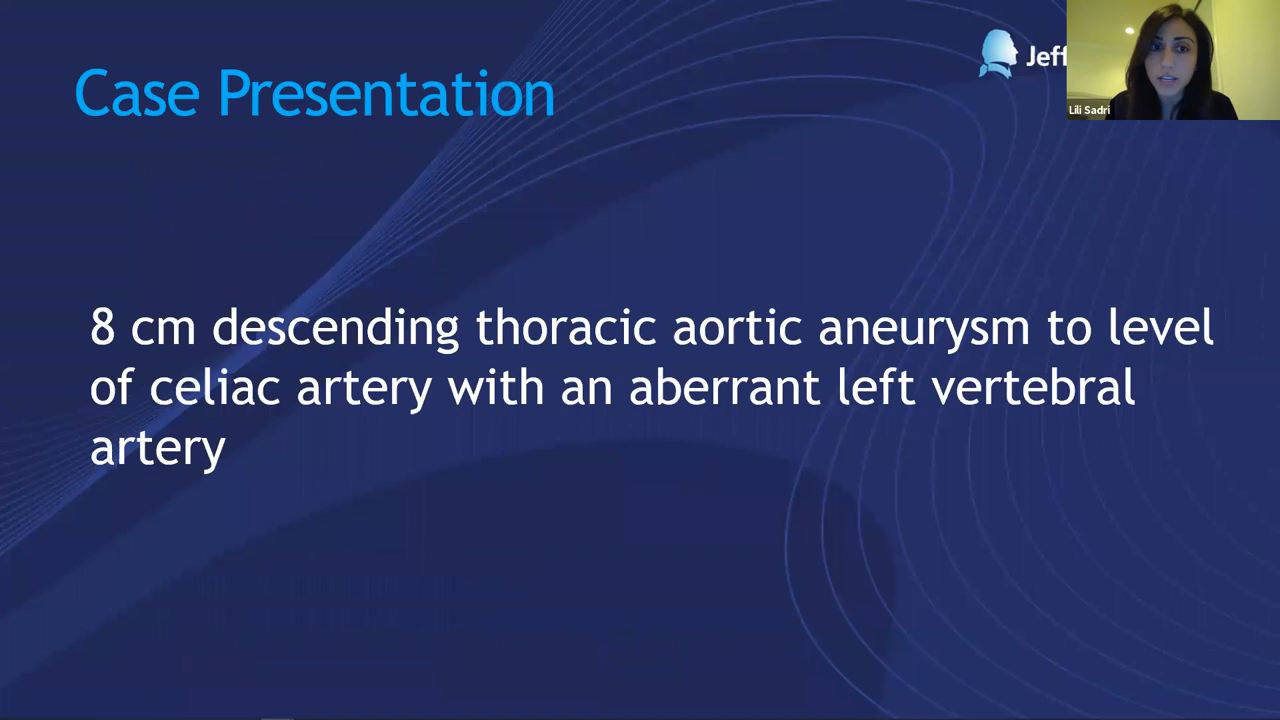 Case Presentation
Jeff
Lili Sadri
8 cm descending thoracic aortic aneurysm to level
of celiac artery with an aberrant left vertebral
artery